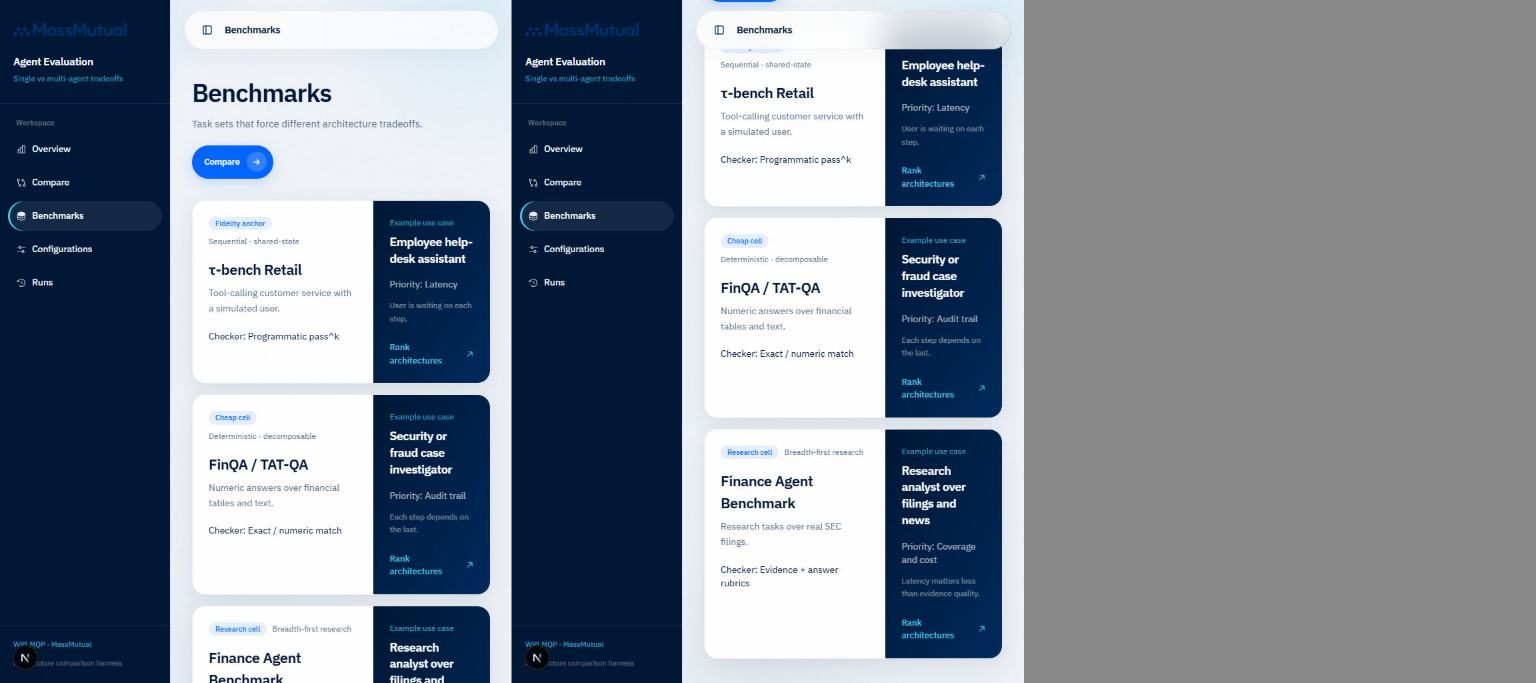 MassMutual
Agent Evaluation
Single vs multi-agent tradeoffs
Workspace
Overview
Compare
Benchmarks
Configurations
Runs
WPI MQP · MassMutual
N
cture comparison harness
Benchmarks
Benchmarks
Task sets that force different architecture tradeoffs.
Compare
Fidelity anchor
Sequential · shared-state
τ-bench Retail
Tool-calling customer service with
a simulated user.
Checker: Programmatic pass^k
Example use case
Employee help-
desk assistant
Priority: Latency
User is waiting on each
step.
Rank
architectures
Cheap cell
Deterministic · decomposable
FinQA / TAT-QA
Numeric answers over financial
tables and text.
Checker: Exact / numeric match
Example use case
Security or
fraud case
investigator
Priority: Audit trail
Each step depends on
the last.
Rank
architectures
Research cell Breadth-first research
Finance Agent
Benchmark
Example use case
Research
analyst over
filings and
MassMutual
Agent Evaluation
Single vs multi-agent tradeoffs
Workspace
Overview
Compare
Benchmarks
Configurations
Runs
WPI MQP · MassMutual
N
cture comparison harness
Benchmarks
Sequential · shared-state
τ-bench Retail
Tool-calling customer service with
a simulated user.
Checker: Programmatic pass^k
Employee help-
desk assistant
Priority: Latency
User is waiting on each
step.
Rank
architectures
Cheap cell
Deterministic · decomposable
FinQA / TAT-QA
Numeric answers over financial
tables and text.
Checker: Exact / numeric match
Example use case
Security or
fraud case
investigator
Priority: Audit trail
Each step depends on
the last.
Rank
architectures
Research cell Breadth-first research
Finance Agent
Benchmark
Research tasks over real SEC
filings.
Checker: Evidence + answer
rubrics
Example use case
Research
analyst over
filings and
news
Priority: Coverage
and cost
Latency matters less
than evidence quality.
Rank
architectures